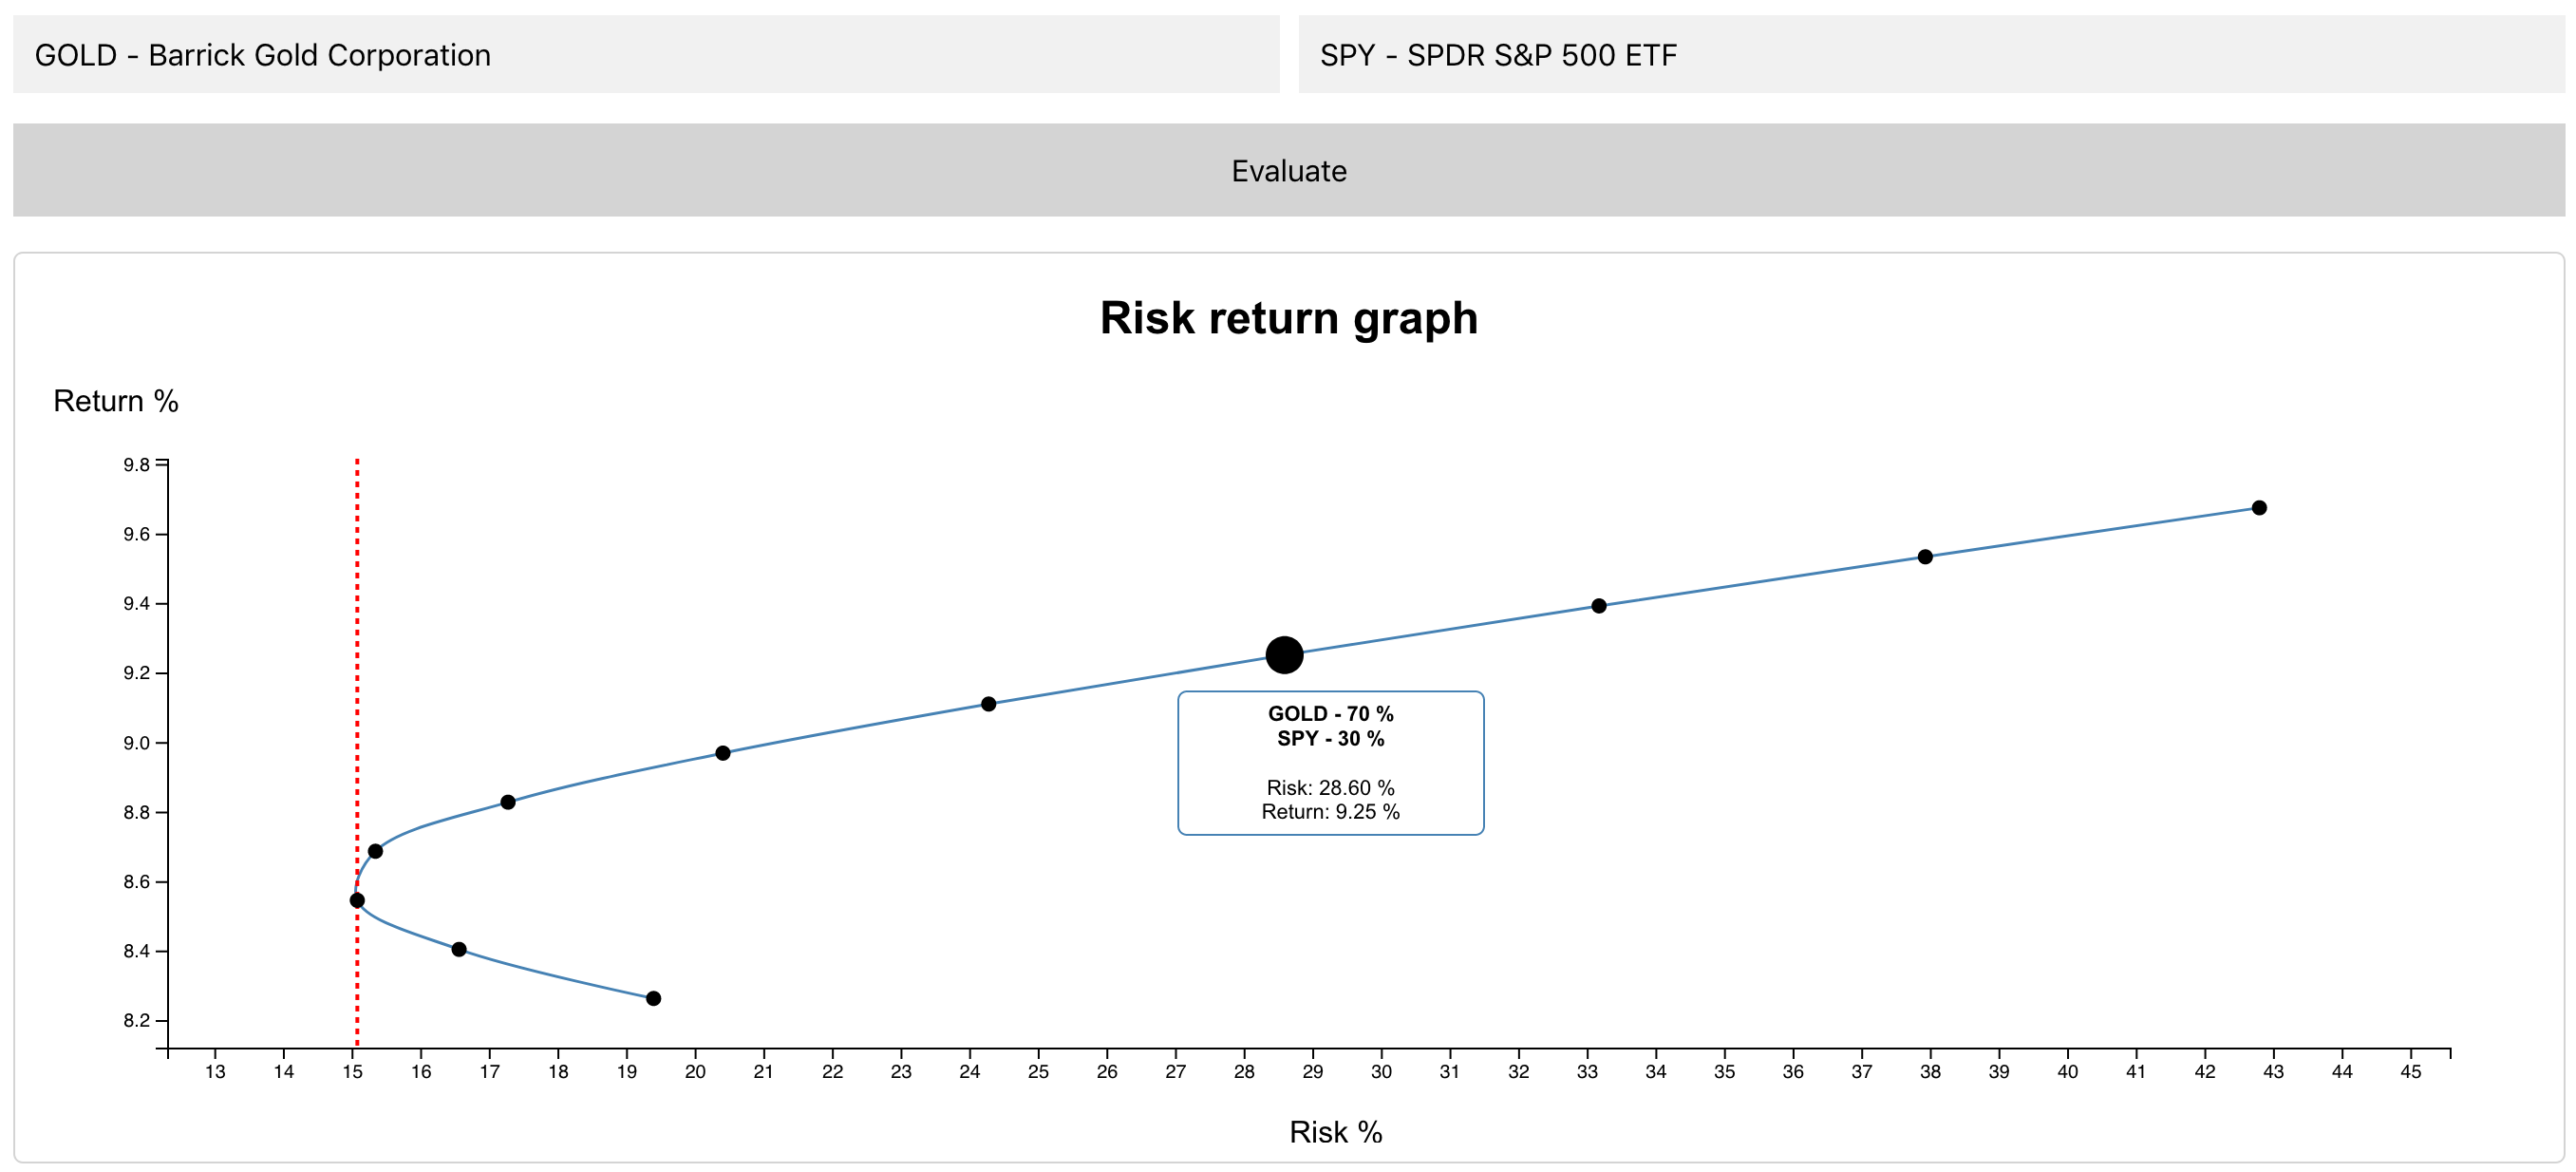 GOLD - Barrick Gold Corporation
SPY - SPDR S&P 500 ETF
Evaluate
Risk return graph
Return %
9.8
9.6
9.4
9.2
9.0
8.8
8.6
8.4
8.2
GOLD - 70 %
SPY - 30 %
Risk: 28.60 %
Return: 9.25 %
13 14 15 16 17 18 19 20 21 22 23 24 25 26 27 28 29 30 31 32 33 34 35 36 37 38 39 40 41 42 43 44 45
Risk %